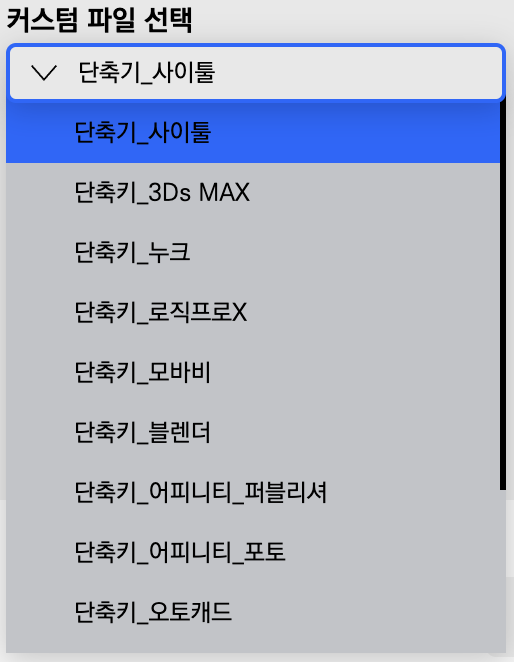 커스텀 파일 선택
단축기_사이툴
단축기_사이툴
단축키_3Ds MAX
단축키_누크
단축키_로직프로X
단축키_모바비
단축키_블렌더
단축키_어피니티_퍼블리셔
단축키_어피니티_포토
단축키_오토캐드